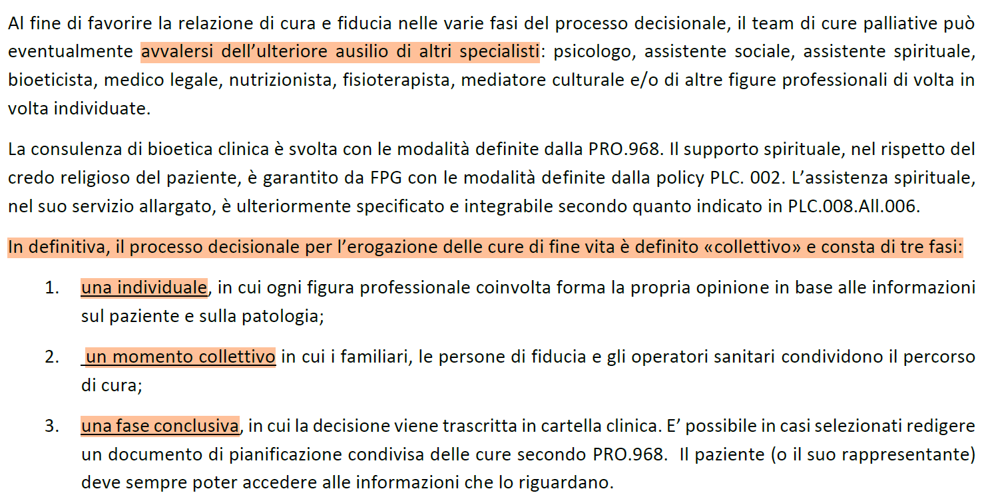 Al fine di favorire la relazione di cura e fiducia nelle varie fasi del processo decisionale, il team di cure palliative può
eventualmente avvalersi dell’ulteriore ausilio di altri specialisti: psicologo, assistente sociale, assistente spirituale,
bioeticista, medico legale, nutrizionista, fisioterapista, mediatore culturale e/o di altre figure professionali di volta in
volta individuate.
La consulenza di bioetica clinica è svolta con le modalità definite dalla PRO.968. Il supporto spirituale, nel rispetto del
credo religioso del paziente, è garantito da FPG con le modalità definite dalla policy PLC. 002. L’assistenza spirituale,
nel suo servizio allargato, è ulteriormente specificato e integrabile secondo quanto indicato in PLC.008.All.006.
In definitiva, il processo decisionale per l’erogazione delle cure di fine vita è definito «collettivo» e consta di tre fasi:
1. una individuale, in cui ogni figura professionale coinvolta forma la propria opinione in base alle informazioni
sul paziente e sulla patologia;
2. un momento collettivo in cui i familiari, le persone di fiducia e gli operatori sanitari condividono il percorso
di cura;
3. una fase conclusiva, in cui la decisione viene trascritta in cartella clinica. E’ possibile in casi selezionati redigere
un documento di pianificazione condivisa delle cure secondo PRO.968. Il paziente (o il suo rappresentante)
deve sempre poter accedere alle informazioni che lo riguardano.